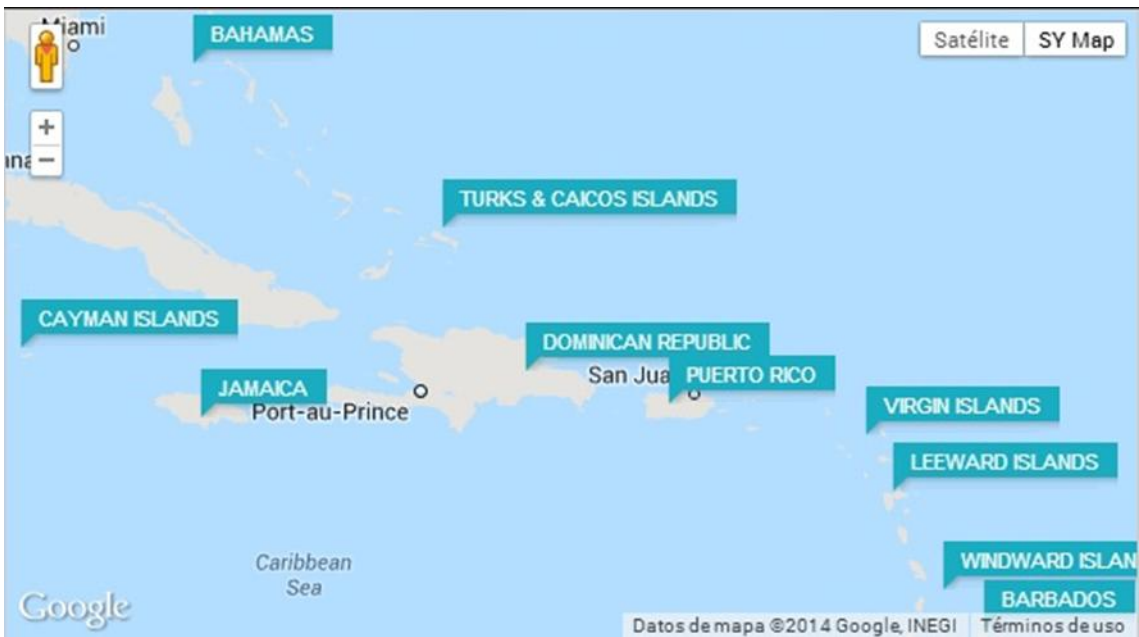 Miami
BAHAMAS
Satélite
SY Map
+
ana
−
TURKS & CAICOS ISLANDS
CAYMAN ISLANDS
DOMINICAN REPUBLIC
San Jua
PUERTO RICO
JAMAICA
Port-au-Prince
VIRGIN ISLANDS
LEEWARD ISLANDS
Caribbean
Sea
WINDWARD ISLAN
BARBADOS
Google
Datos de mapa ©2014 Google, INEGI
Términos de uso